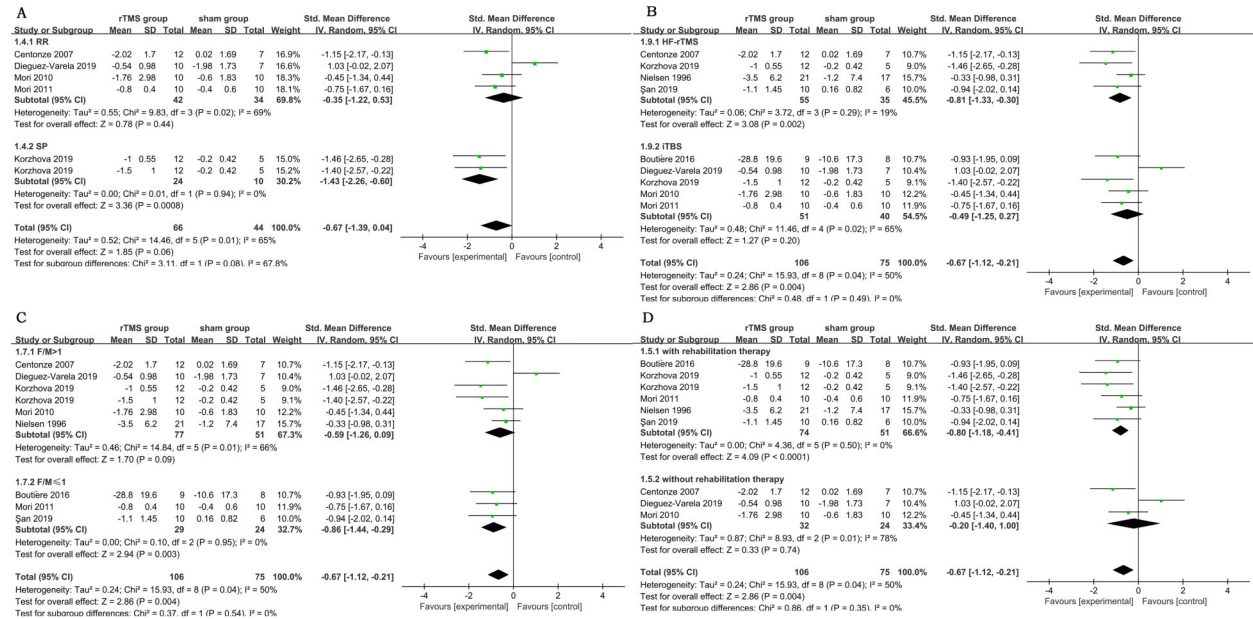 A
rTMS group sham group Std. Mean Difference Std. Mean Difference
Study or Subgroup Mean SD Total Mean SD Total Weight IV. Random. 95% CI IV. Random. 95% CI
1.4.1 RR
Centonze 2007 -2.02 1.7 12 0.02 1.69 7 16.9% -1.15 [-2.17, -0.13]
Dieguez-Varela 2019 -0.54 0.98 10 -1.98 1.73 7 16.7% 1.03 [-0.02, 2.07]
Mori 2010 -1.76 2.98 10 -0.6 1.83 10 18.3% -0.45 [-1.34, 0.44]
Mori 2011 -0.8 0.4 10 -0.4 0.6 10 18.0% -0.75 [-1.67, 0.16]
Subtotal (95% CI) 42 34 69.8% -0.35 [-1.22, 0.53]
Heterogeneity: Tau² = 0.55; Chi² = 9.83, df = 3 (P = 0.02); I² = 69%
Test for overall effect: Z = 0.78 (P = 0.44)
1.4.2 SP
Korzhova 2019 -1 0.55 12 -0.2 0.42 5 15.0% -1.46 [-2.65, -0.28]
Korzhova 2019 -1.5 1 12 -0.2 0.42 5 15.2% -1.40 [-2.57, -0.22]
Subtotal (95% CI) 24 10 30.2% -1.43 [-2.26, -0.60]
Heterogeneity: Tau² = 0.00; Chi² = 0.01, df = 1 (P = 0.94); I² = 0%
Test for overall effect: Z = 3.36 (P = 0.0008)
Total (95% CI) 66 44 100.0% -0.67 [-1.39, 0.04]
Heterogeneity: Tau² = 0.52; Chi² = 14.46, df = 5 (P = 0.01); I² = 65%
Test for overall effect: Z = 1.85 (P = 0.06)
Test for subgroup differences: Chi² = 3.11, df = 1 (P = 0.08), I² = 67.8%
-4 -2 0 2 4
Favours [experimental] Favours [control]
B
rTMS group sham group Std. Mean Difference Std. Mean Difference
Study or Subgroup Mean SD Total Mean SD Total Weight IV. Random. 95% CI IV. Random. 95% CI
1.9.1 HF-rTMS
Centonze 2007 -2.02 1.7 12 0.02 1.69 7 10.7% -1.15 [-2.17, -0.13]
Korzhova 2019 -1 0.55 12 -0.2 0.42 5 9.0% -1.46 [-2.65, -0.28]
Nielsen 1996 -3.5 6.2 21 -1.2 7.4 17 15.7% -0.33 [-0.98, 0.31]
Şan 2019 -1.1 1.45 10 0.16 0.82 6 10.1% -0.94 [-2.02, 0.14]
Subtotal (95% CI) 55 35 45.5% -0.81 [-1.33, -0.30]
Heterogeneity: Tau² = 0.06; Chi² = 3.72, df = 3 (P = 0.29); I² = 19%
Test for overall effect: Z = 3.08 (P = 0.002)
1.9.2 iTBS
Boutière 2016 -28.8 19.6 9 -10.6 17.3 8 10.7% -0.93 [-1.95, 0.09]
Dieguez-Varela 2019 -0.54 0.98 10 -1.98 1.73 7 10.4% 1.03 [-0.02, 2.07]
Korzhova 2019 -1.5 1 12 -0.2 0.42 5 9.1% -1.40 [-2.57, -0.22]
Mori 2010 -1.76 2.98 10 -0.6 1.83 10 12.2% -0.45 [-1.34, 0.44]
Mori 2011 -0.8 0.4 10 -0.4 0.6 10 11.9% -0.75 [-1.67, 0.16]
Subtotal (95% CI) 51 40 54.5% -0.49 [-1.25, 0.27]
Heterogeneity: Tau² = 0.48; Chi² = 11.46, df = 4 (P = 0.02); I² = 65%
Test for overall effect: Z = 1.27 (P = 0.20)
Total (95% CI) 106 75 100.0% -0.67 [-1.12, -0.21]
Heterogeneity: Tau² = 0.24; Chi² = 15.93, df = 8 (P = 0.04); I² = 50%
Test for overall effect: Z = 2.86 (P = 0.004)
Test for subgroup differences: Chi² = 0.48, df = 1 (P = 0.49), I² = 0%
-4 -2 0 2 4
Favours [experimental] Favours [control]
C
rTMS group sham group Std. Mean Difference Std. Mean Difference
Study or Subgroup Mean SD Total Mean SD Total Weight IV. Random. 95% CI IV. Random. 95% CI
1.7.1 F/M>1
Centonze 2007 -2.02 1.7 12 0.02 1.69 7 10.7% -1.15 [-2.17, -0.13]
Dieguez-Varela 2019 -0.54 0.98 10 -1.98 1.73 7 10.4% 1.03 [-0.02, 2.07]
Korzhova 2019 -1 0.55 12 -0.2 0.42 5 9.0% -1.46 [-2.65, -0.28]
Korzhova 2019 -1.5 1 12 -0.2 0.42 5 9.1% -1.40 [-2.57, -0.22]
Mori 2010 -1.76 2.98 10 -0.6 1.83 10 12.2% -0.45 [-1.34, 0.44]
Nielsen 1996 -3.5 6.2 21 -1.2 7.4 17 15.7% -0.33 [-0.98, 0.31]
Subtotal (95% CI) 77 51 67.3% -0.59 [-1.26, 0.09]
Heterogeneity: Tau² = 0.46; Chi² = 14.84, df = 5 (P = 0.01); I² = 66%
Test for overall effect: Z = 1.70 (P = 0.09)
1.7.2 F/M≤1
Boutière 2016 -28.8 19.6 9 -10.6 17.3 8 10.7% -0.93 [-1.95, 0.09]
Mori 2011 -0.8 0.4 10 -0.4 0.6 10 11.9% -0.75 [-1.67, 0.16]
Şan 2019 -1.1 1.45 10 0.16 0.82 6 10.1% -0.94 [-2.02, 0.14]
Subtotal (95% CI) 29 24 32.7% -0.86 [-1.44, -0.29]
Heterogeneity: Tau² = 0.00; Chi² = 0.10, df = 2 (P = 0.95); I² = 0%
Test for overall effect: Z = 2.94 (P = 0.003)
Total (95% CI) 106 75 100.0% -0.67 [-1.12, -0.21]
Heterogeneity: Tau² = 0.24; Chi² = 15.93, df = 8 (P = 0.04); I² = 50%
Test for overall effect: Z = 2.86 (P = 0.004)
Test for subgroup differences: Chi² = 0.37, df = 1 (P = 0.54), I² = 0%
-4 -2 0 2 4
Favours [experimental] Favours [control]
D
rTMS group sham group Std. Mean Difference Std. Mean Difference
Study or Subgroup Mean SD Total Mean SD Total Weight IV. Random. 95% CI IV. Random. 95% CI
1.5.1 with rehabilitation therapy
Boutière 2016 -28.8 19.6 9 -10.6 17.3 8 10.7% -0.93 [-1.95, 0.09]
Korzhova 2019 -1 0.55 12 -0.2 0.42 5 9.0% -1.46 [-2.65, -0.28]
Korzhova 2019 -1.5 1 12 -0.2 0.42 5 9.1% -1.40 [-2.57, -0.22]
Mori 2011 -0.8 0.4 10 -0.4 0.6 10 11.9% -0.75 [-1.67, 0.16]
Nielsen 1996 -3.5 6.2 21 -1.2 7.4 17 15.7% -0.33 [-0.98, 0.31]
Şan 2019 -1.1 1.45 10 0.16 0.82 6 10.1% -0.94 [-2.02, 0.14]
Subtotal (95% CI) 74 51 66.6% -0.80 [-1.18, -0.41]
Heterogeneity: Tau² = 0.00; Chi² = 4.36, df = 5 (P = 0.50); I² = 0%
Test for overall effect: Z = 4.09 (P < 0.0001)
1.5.2 without rehabilitation therapy
Centonze 2007 -2.02 1.7 12 0.02 1.69 7 10.7% -1.15 [-2.17, -0.13]
Dieguez-Varela 2019 -0.54 0.98 10 -1.98 1.73 7 10.4% 1.03 [-0.02, 2.07]
Mori 2010 -1.76 2.98 10 -0.6 1.83 10 12.2% -0.45 [-1.34, 0.44]
Subtotal (95% CI) 32 24 33.4% -0.20 [-1.40, 1.00]
Heterogeneity: Tau² = 0.87; Chi² = 8.93, df = 2 (P = 0.01); I² = 78%
Test for overall effect: Z = 0.33 (P = 0.74)
Total (95% CI) 106 75 100.0% -0.67 [-1.12, -0.21]
Heterogeneity: Tau² = 0.24; Chi² = 15.93, df = 8 (P = 0.04); I² = 50%
Test for overall effect: Z = 2.86 (P = 0.004)
Test for subgroup differences: Chi² = 0.86, df = 1 (P = 0.35), I² = 0%
-4 -2 0 2 4
Favours [experimental] Favours [control]